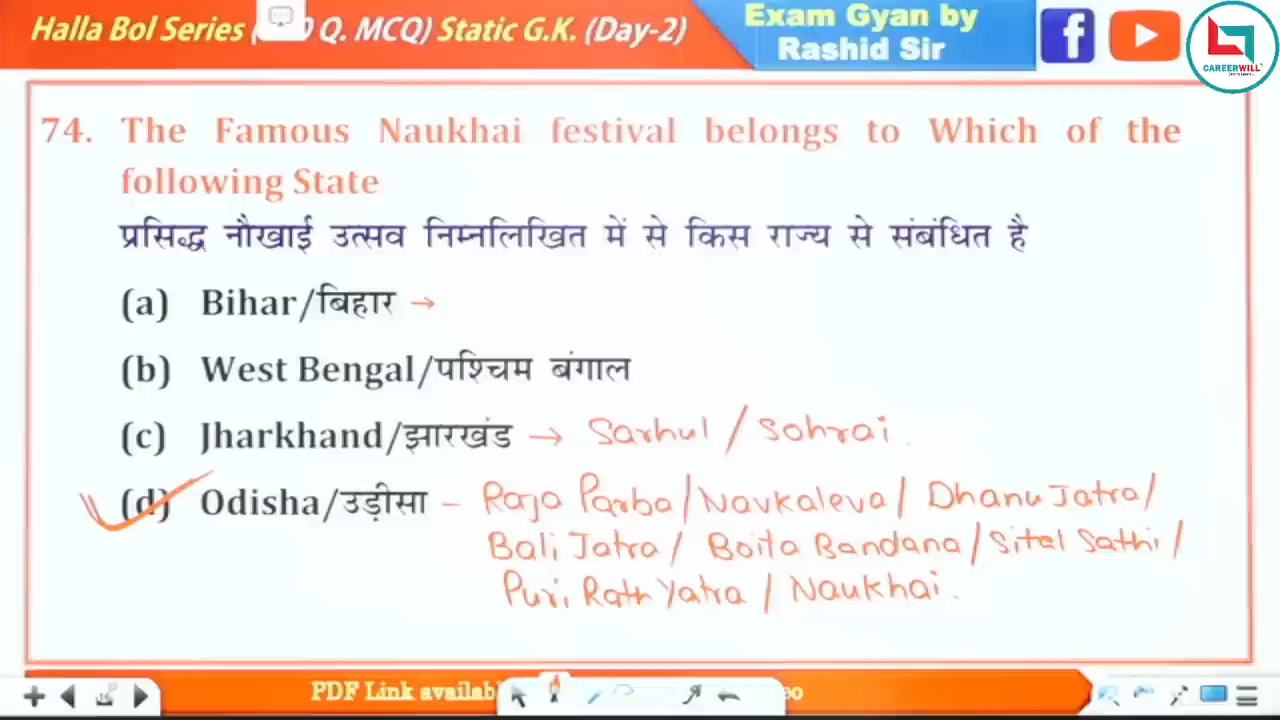 Halla Bol Series 0 Q. MCQ) Static G.K. (Day-2)
Exam Gyan by
Rashid Sir
CAREERWILL
74. The Famous Naukhai festival belongs to Which of the
following State
प्रसिद्ध नौखाई उत्सव निम्नलिखित में से किस राज्य से संबंधित है
(a) Bihar/बिहार →
(b) West Bengal/पश्चिम बंगाल
(c) Jharkhand/झारखंड → Sarhul / Sohrai.
(d) Odisha/उड़ीसा - Raja Parba/Navkaleva/ Dhanu Jatra/
Bali Jatra/ Boita Bandana/Sital Sathi/
Puri Rath Yatra / Naukhai.
PDF Link